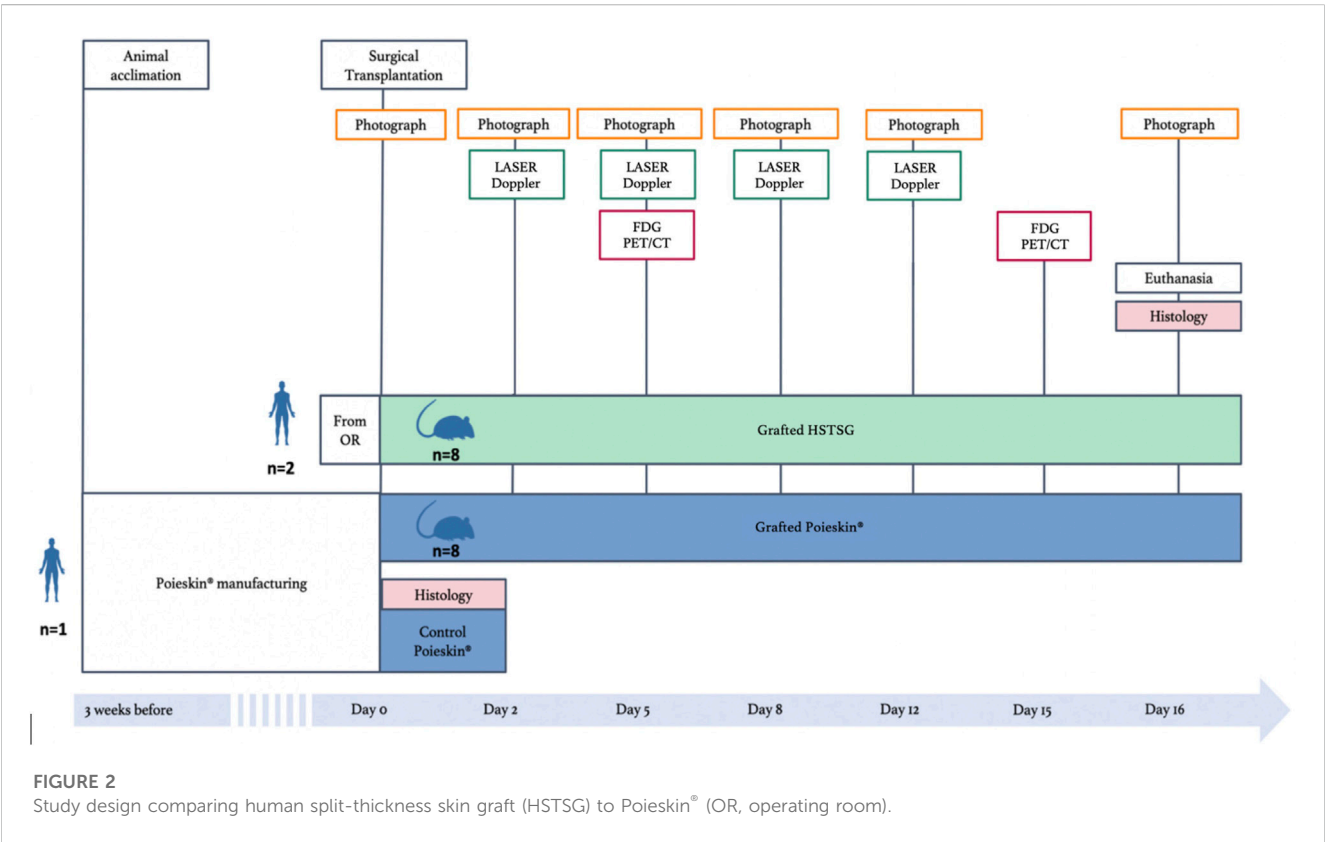 Animal
acclimation
Surgical
Transplantation
Photograph
Photograph
Photograph
Photograph
Photograph
Photograph
LASER
Doppler
LASER
Doppler
LASER
Doppler
LASER
Doppler
FDG
PET/CT
FDG
PET/CT
Euthanasia
Histology
n=2
From
OR
n=8
Grafted HSTSG
n=1
Poieskin® manufacturing
n=8
Grafted Poieskin®
Histology
Control
Poieskin®
3 weeks before
Day 0
Day 2
Day 5
Day 8
Day 12
Day 15
Day 16
FIGURE 2
Study design comparing human split-thickness skin graft (HSTSG) to Poieskin® (OR, operating room).